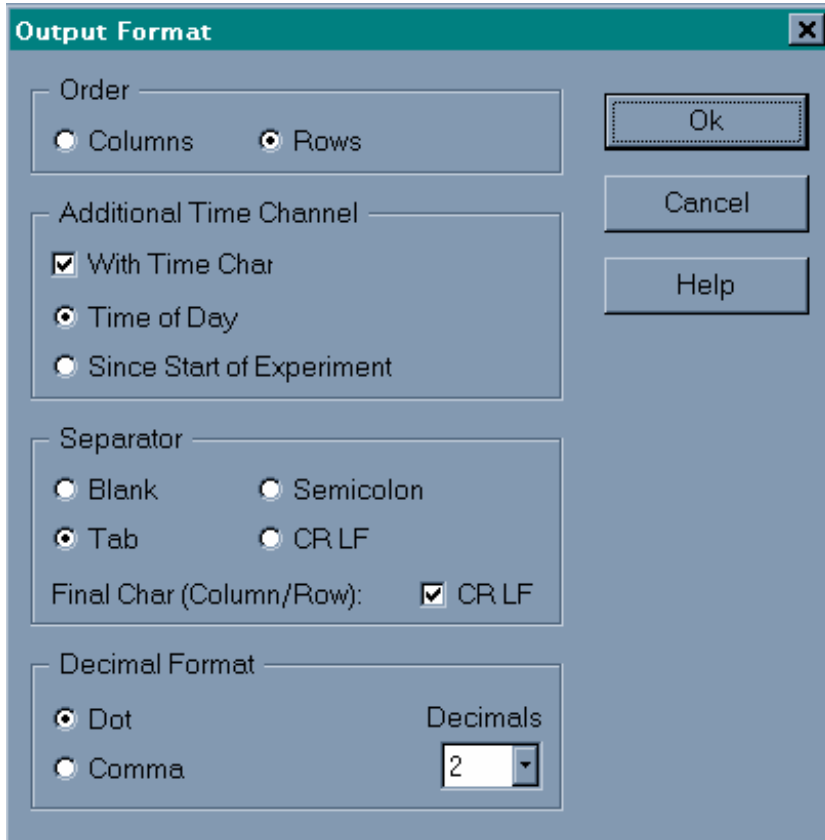 Output Format
Order
Columns Rows
Ok
Additional Time Channel
Cancel
With Time Char
Help
Time of Day
Since Start of Experiment
Separator
Blank Semicolon
Tab CR LF
Final Char (Column/Row): CR LF
Decimal Format
Dot Decimals
Comma 2